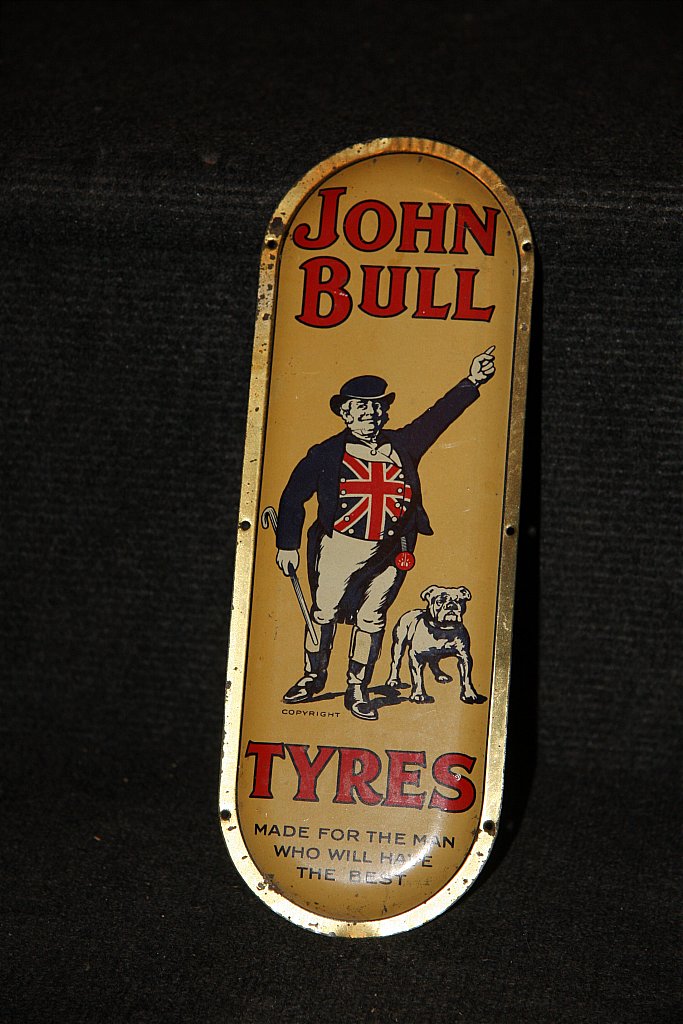 JOHN
BULL
COPYRIGHT
TYRES
MADE FOR THE MAN
WHO WILL HAVE
THE BEST